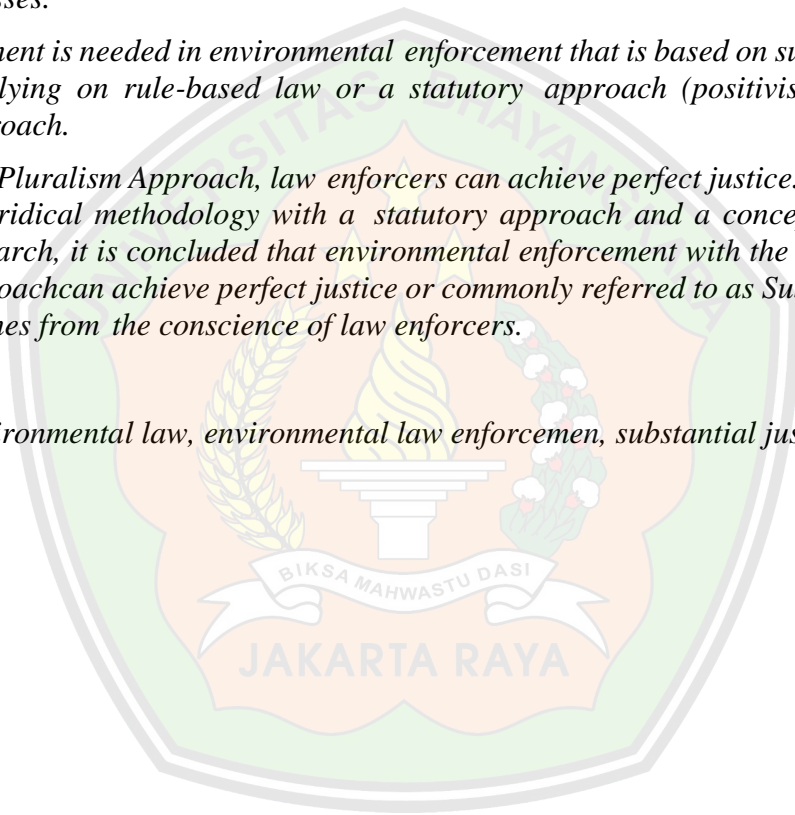 ment is needed in environmental enforcement that is based on su
lying on rule-based law or a statutory approach (positivis
roach.
Pluralism Approach, law enforcers can achieve perfect justice.
ridical methodology with a statutory approach and a conce
arch, it is concluded that environmental enforcement with the
oachcan achieve perfect justice or commonly referred to as Su
nes from the conscience of law enforcers.
ironmental law, environmental law enforcemen, substantial jus
UNIVERSITAS BHAYANGKARA
BIKSA MAHWASTU DASI
JAKARTA RAYA